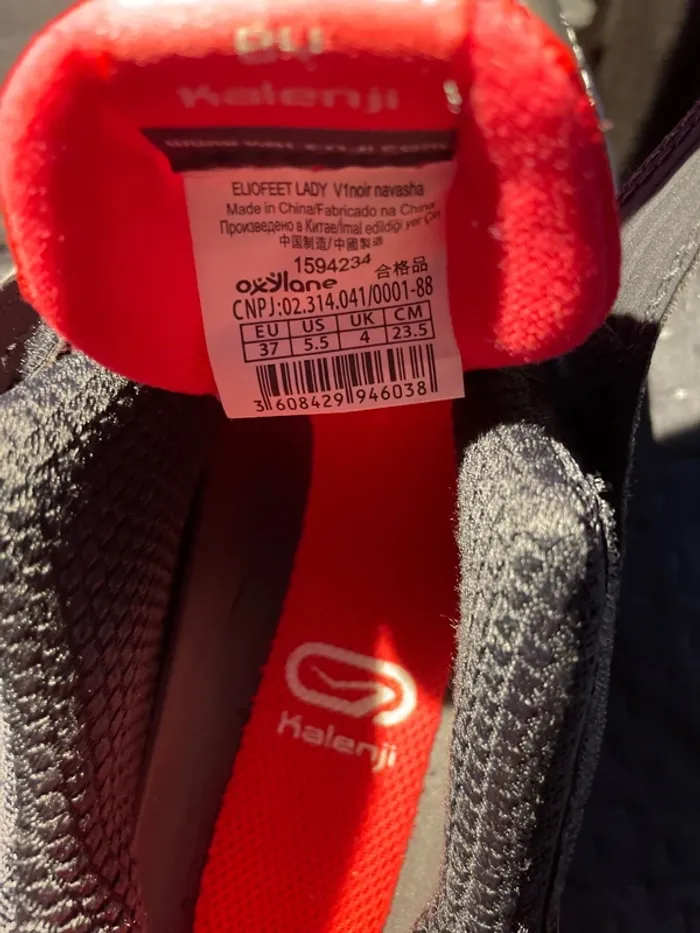 Kalenji
ELIOFEET LADY V1noir navasha
Made in China/Fabricado na China
Произведено в Китае/İmal edildiği yer Çin
中国制造/中國製造
1594234 合格品
oxylane
CNPJ:02.314.041/0001-88
EU US UK CM
37 5.5 4 23.5
3 608429 946038
Kalenji